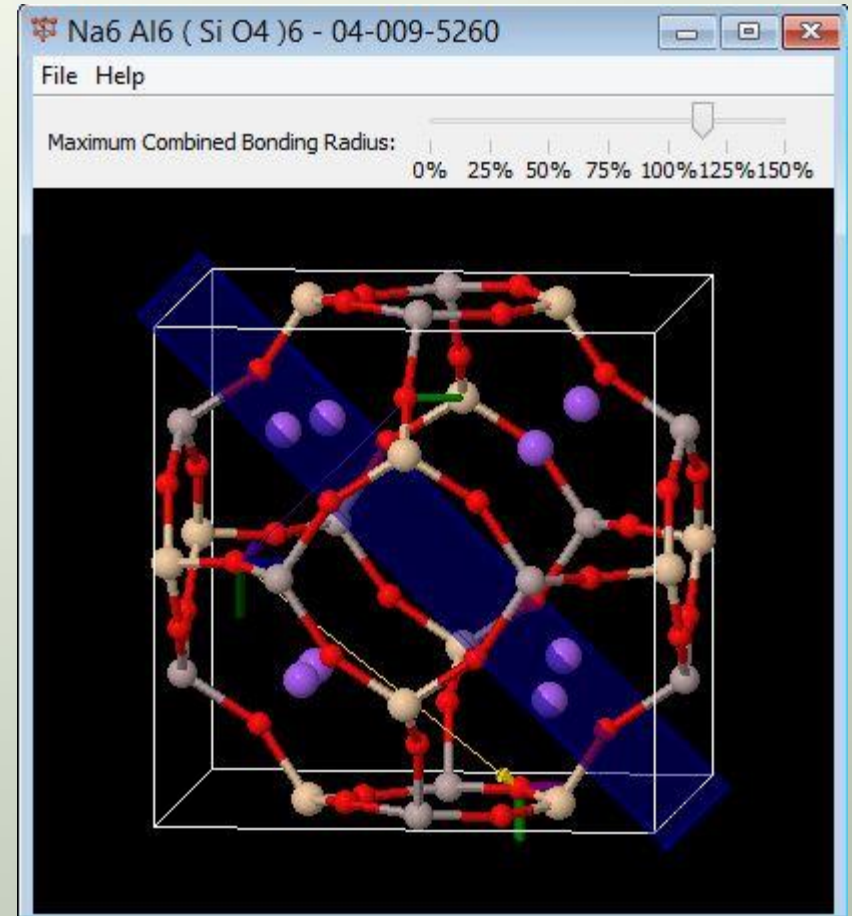 Na6 Al6 ( Si O4 )6 - 04-009-5260
File Help
Maximum Combined Bonding Radius:
0% 25% 50% 75% 100%125%150%